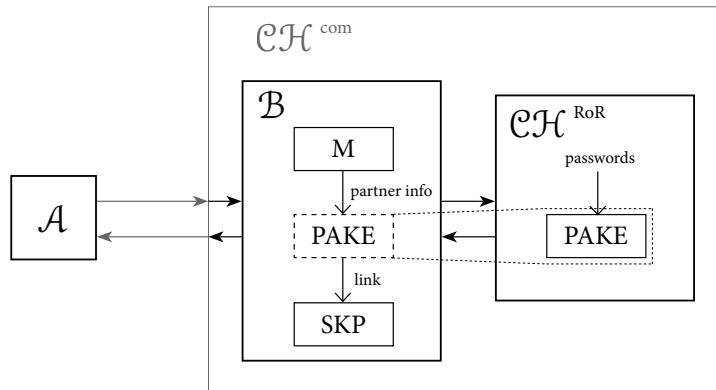 𝒞ℋ com
ℬ
𝒞ℋ RoR
M
passwords
partner info
𝒜
PAKE
PAKE
link
SKP